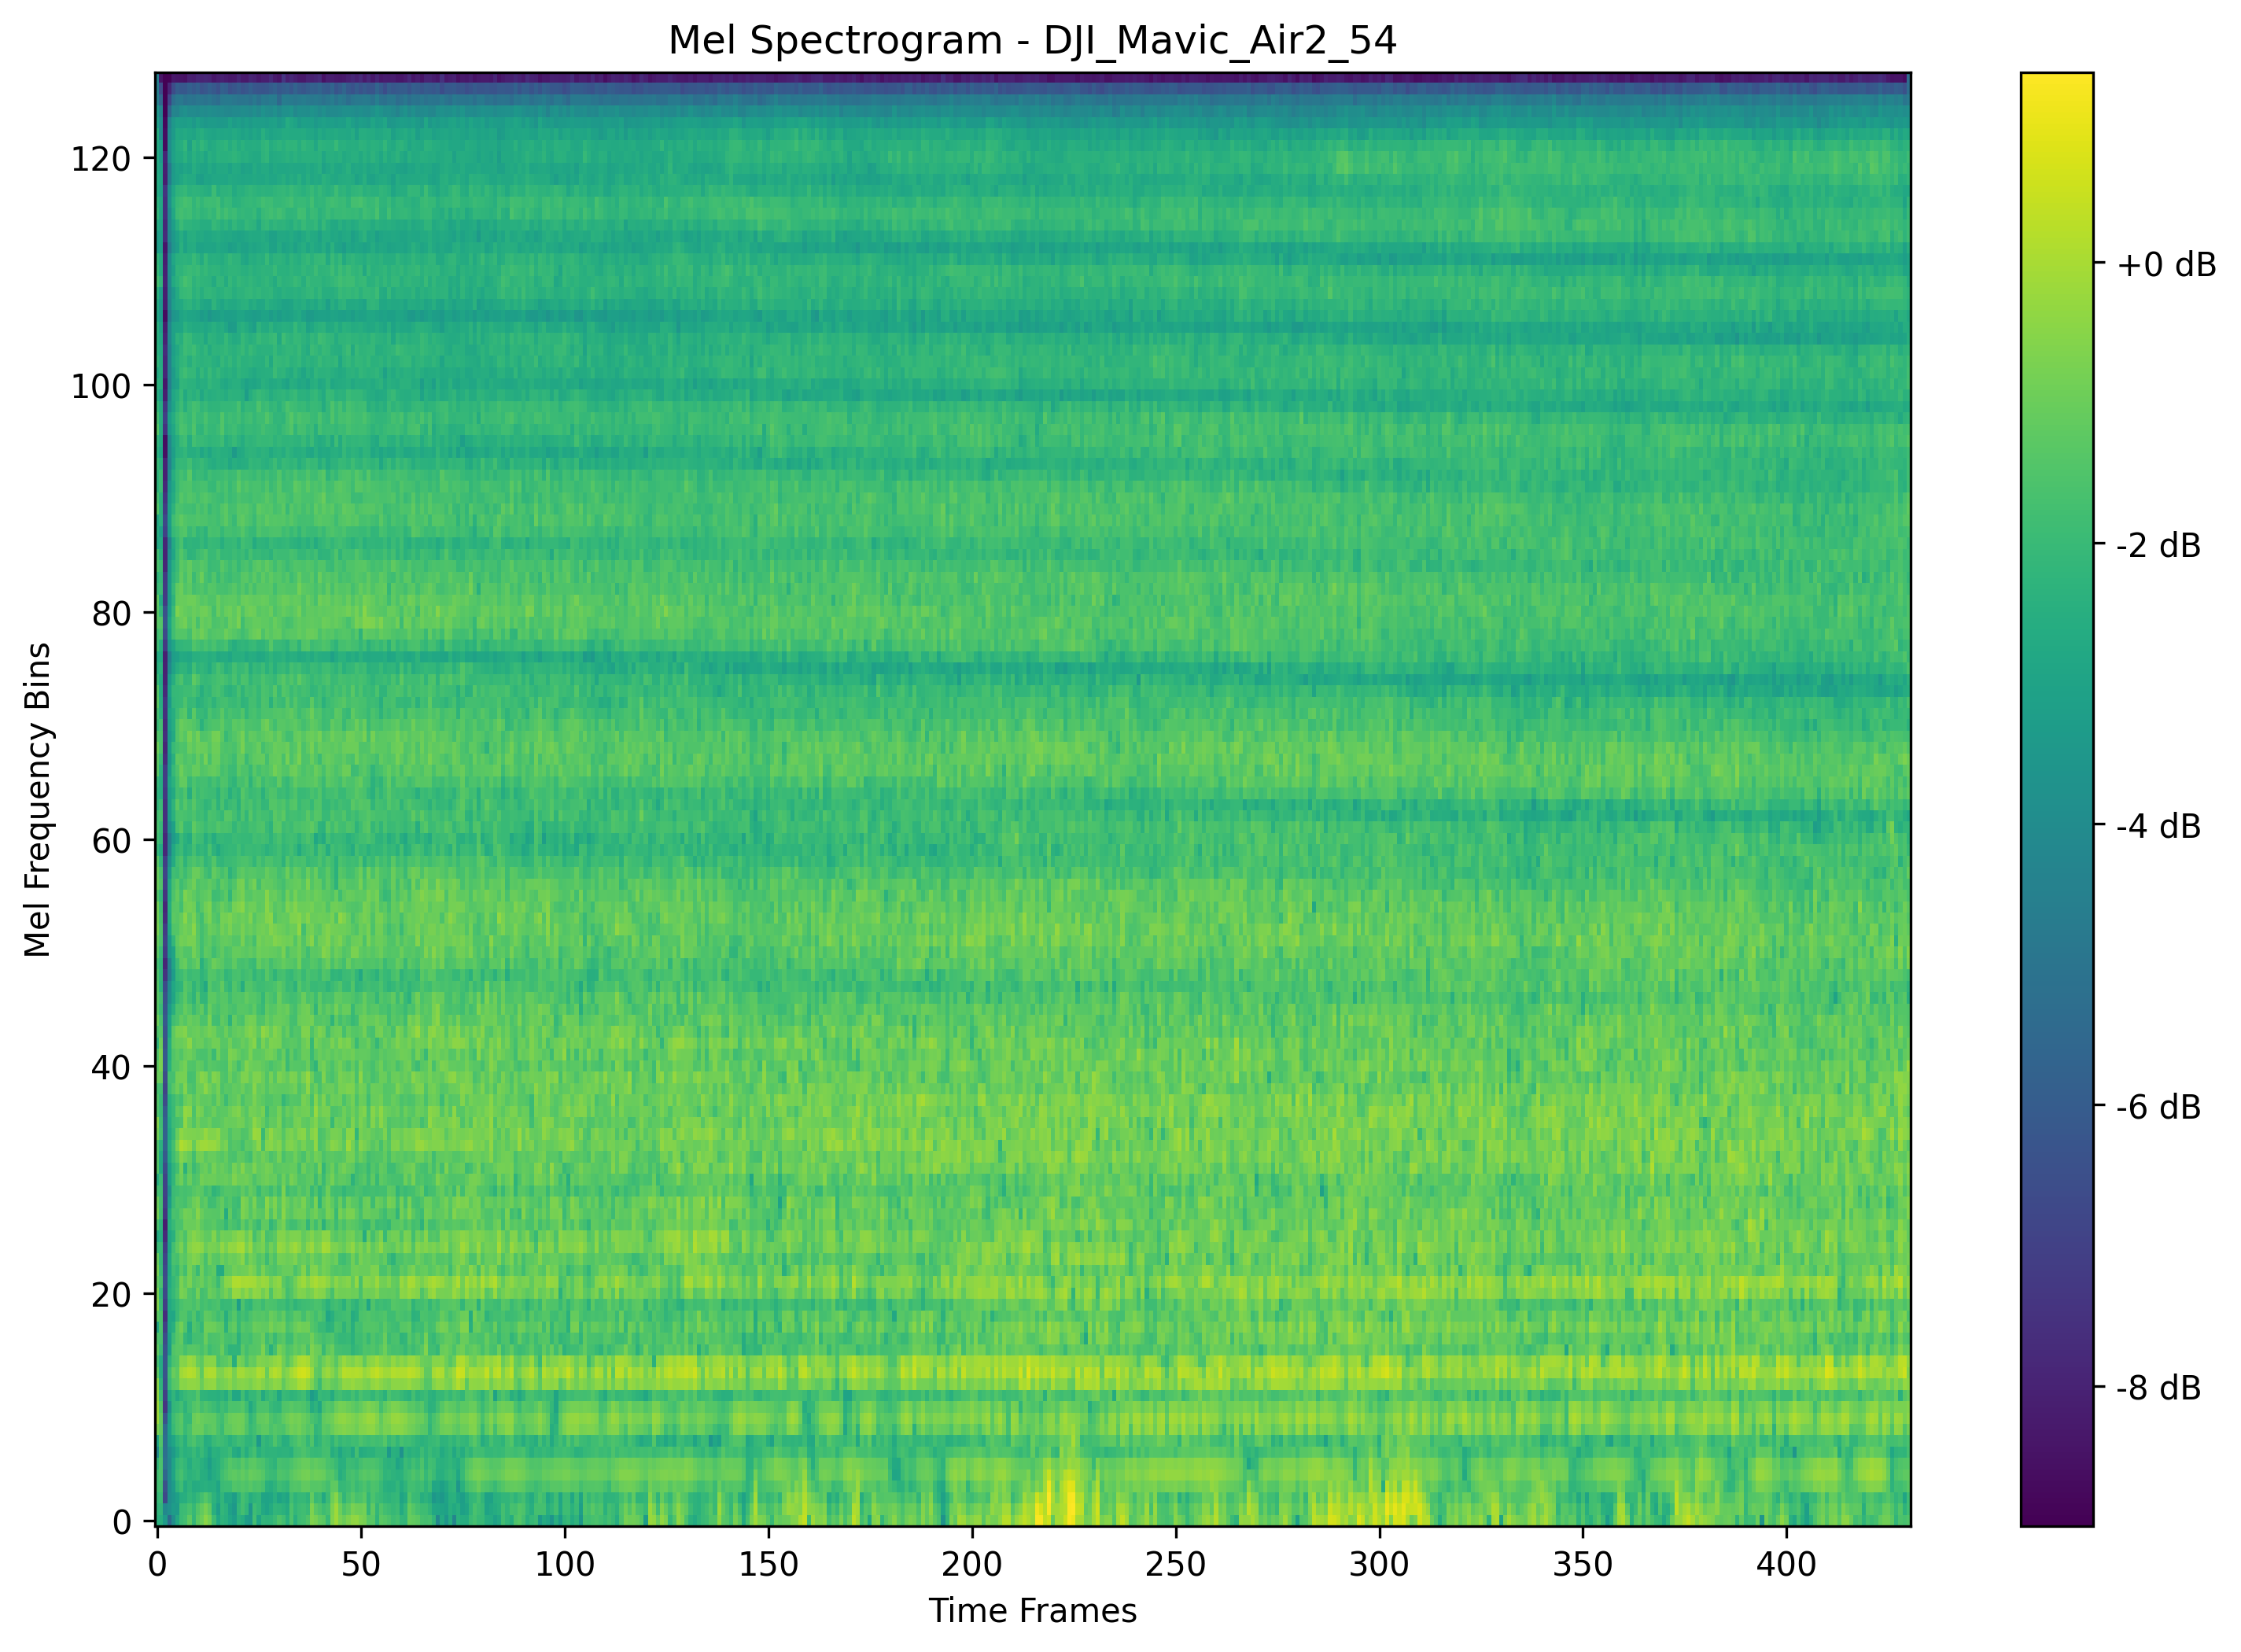 Mel Spectrogram - DJI_Mavic_Air2_54
Mel Frequency Bins
120
100
80
60
40
20
0
0 50 100 150 200 250 300 350 400
Time Frames
+0 dB
-2 dB
-4 dB
-6 dB
-8 dB